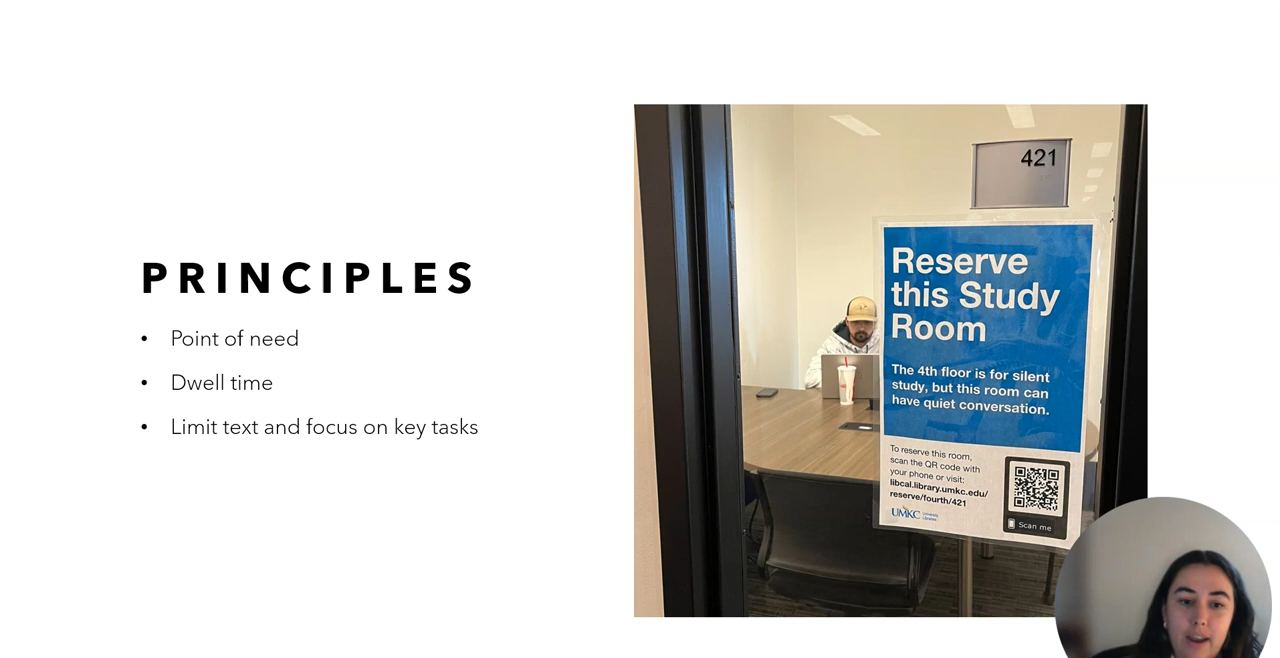 PRINCIPLES
• Point of need
• Dwell time
• Limit text and focus on key tasks
421
Reserve
this Study
Room
The 4th floor is for silent
study, but this room can
have quiet conversation.
To reserve this room,
scan the QR code with
your phone or visit:
libcal.library.umkc.edu/
reserve/fourth/421
UMKC University
Libraries
Scan me